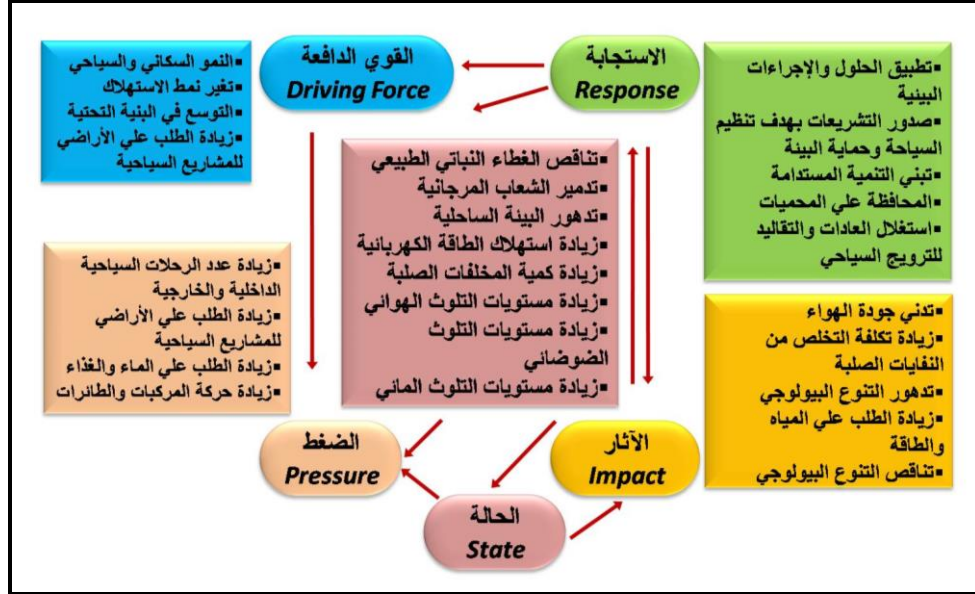 القوي الدافعة
Driving Force
الاستجابة
Response
▪النمو السكاني والسياحي
▪تغير نمط الاستهلاك
▪التوسع في البنية التحتية
▪زيادة الطلب علي الأراضي
للمشاريع السياحية
▪تطبيق الحلول والإجراءات
البيئية
▪صدور التشريعات بهدف تنظيم
السياحة وحماية البيئة
▪تبني التنمية المستدامة
▪المحافظة علي المحميات
▪استغلال العادات والتقاليد
للترويج السياحي
▪تناقص الغطاء النباتي الطبيعي
▪تدمير الشعاب المرجانية
▪تدهور البيئة الساحلية
▪زيادة استهلاك الطاقة الكهربائية
▪زيادة كمية المخلفات الصلبة
▪زيادة مستويات التلوث الهوائي
▪زيادة مستويات التلوث
الضوضائي
▪زيادة مستويات التلوث المائي
▪زيادة عدد الرحلات السياحية
الداخلية والخارجية
▪زيادة الطلب علي الأراضي
للمشاريع السياحية
▪زيادة الطلب علي الماء والغذاء
▪زيادة حركة المركبات والطائرات
▪تدني جودة الهواء
▪زيادة تكلفة التخلص من
النفايات الصلبة
▪تدهور التنوع البيولوجي
▪زيادة الطلب علي المياه
والطاقة
▪تناقص التنوع البيولوجي
الضغط
Pressure
الآثار
Impact
الحالة
State